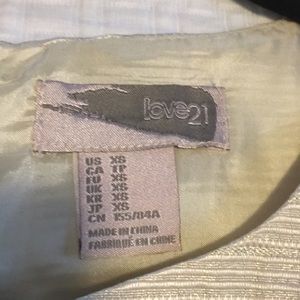 love21
US XS
CA TP
EU XS
UK XS
KR XS
JP XS
CN 155/84A
MADE IN CHINA
FABRIQUÉ EN CHINE